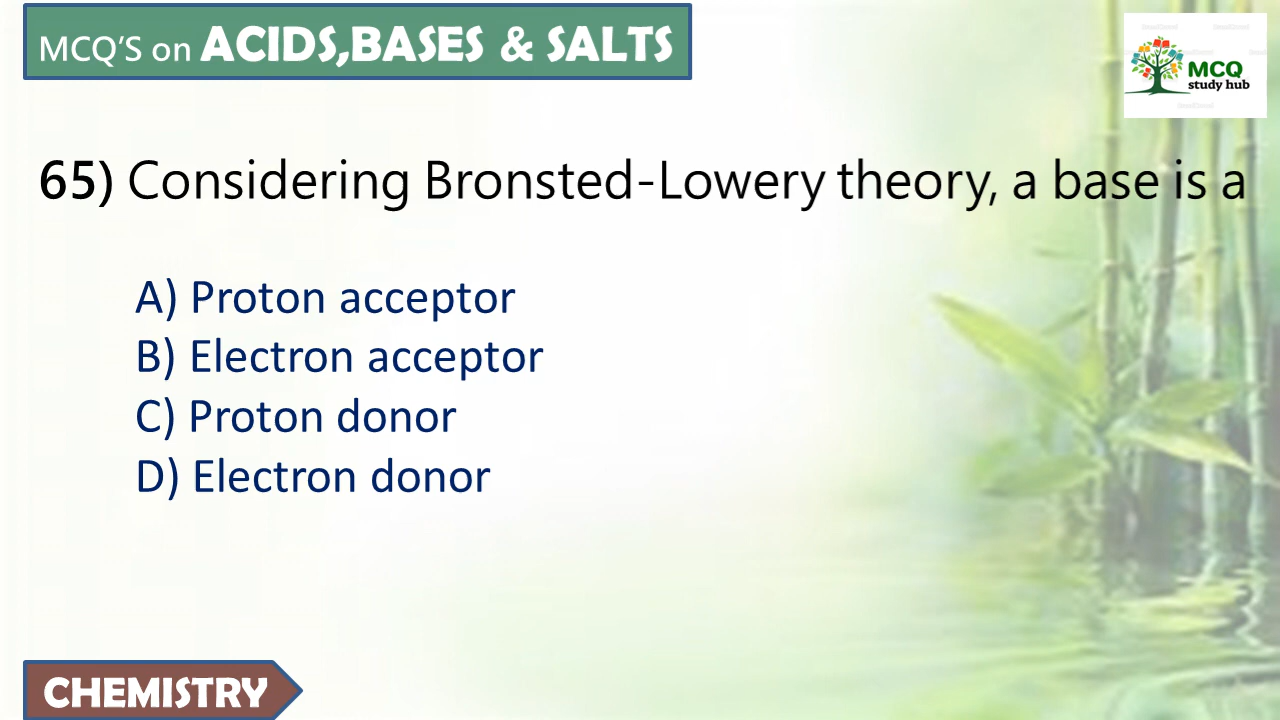 MCQ'S on ACIDS,BASES & SALTS
MCQ
study hub
65) Considering Bronsted-Lowery theory, a base is a
A) Proton acceptor
B) Electron acceptor
C) Proton donor
D) Electron donor
CHEMISTRY